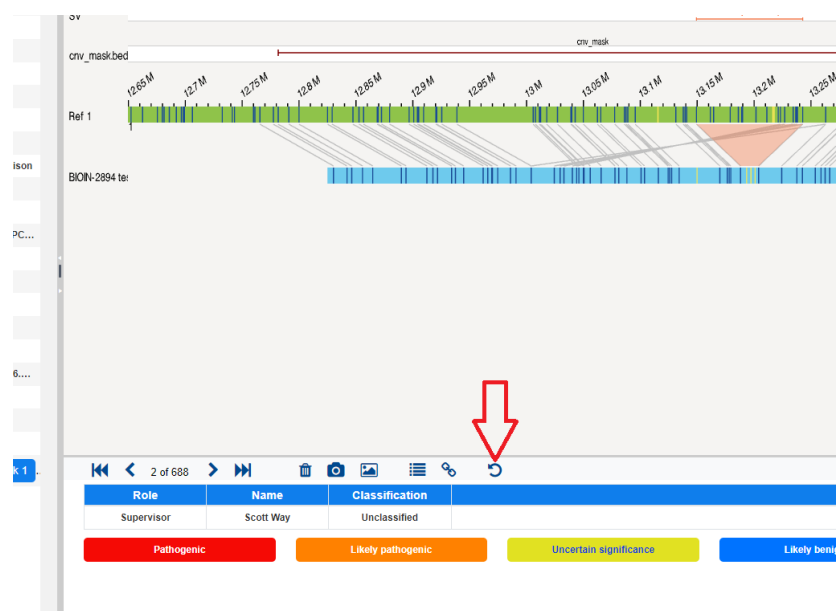 SV
cnv_mask
cnv_mask.bed
12.65 M 12.7 M 12.75 M 12.8 M 12.85 M 12.9 M 12.95 M 13 M 13.05 M 13.1 M 13.15 M 13.2 M 13.25 M
Ref 1
1
ison
BIOIN-2894 tes
PC...
6....
k 1
2 of 688
Role Name Classification
Supervisor Scott Way Unclassified
Pathogenic Likely pathogenic Uncertain significance Likely beni